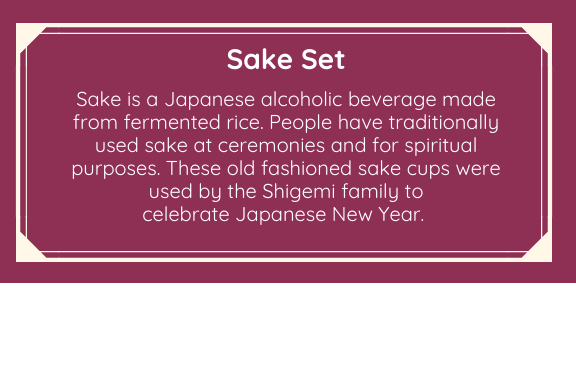 Sake Set
Sake is a Japanese alcoholic beverage made
from fermented rice. People have traditionally
used sake at ceremonies and for spiritual
purposes. These old fashioned sake cups were
used by the Shigemi family to
celebrate Japanese New Year.